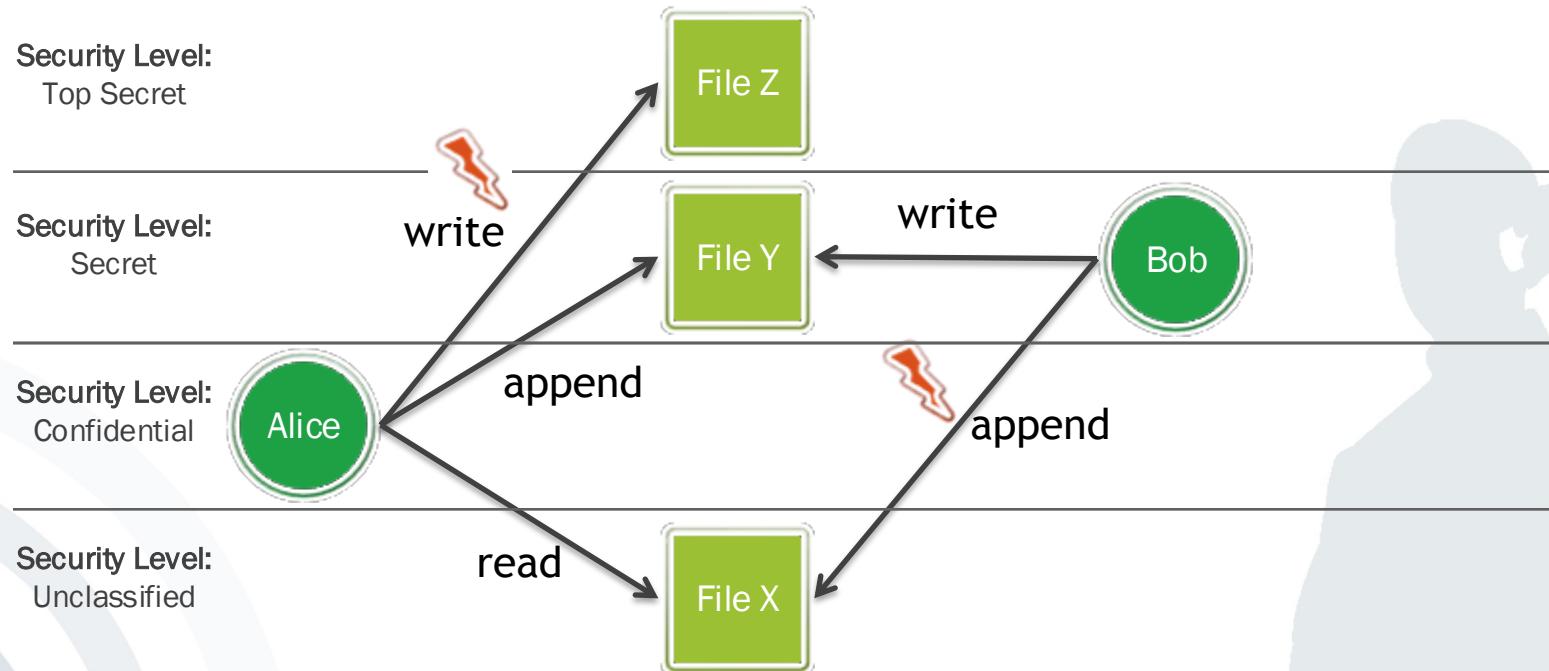 Security Level:
Top Secret
File Z
Security Level:
Secret
write
File Y
write
Bob
Security Level:
Confidential
Alice
append
append
Security Level:
Unclassified
read
File X